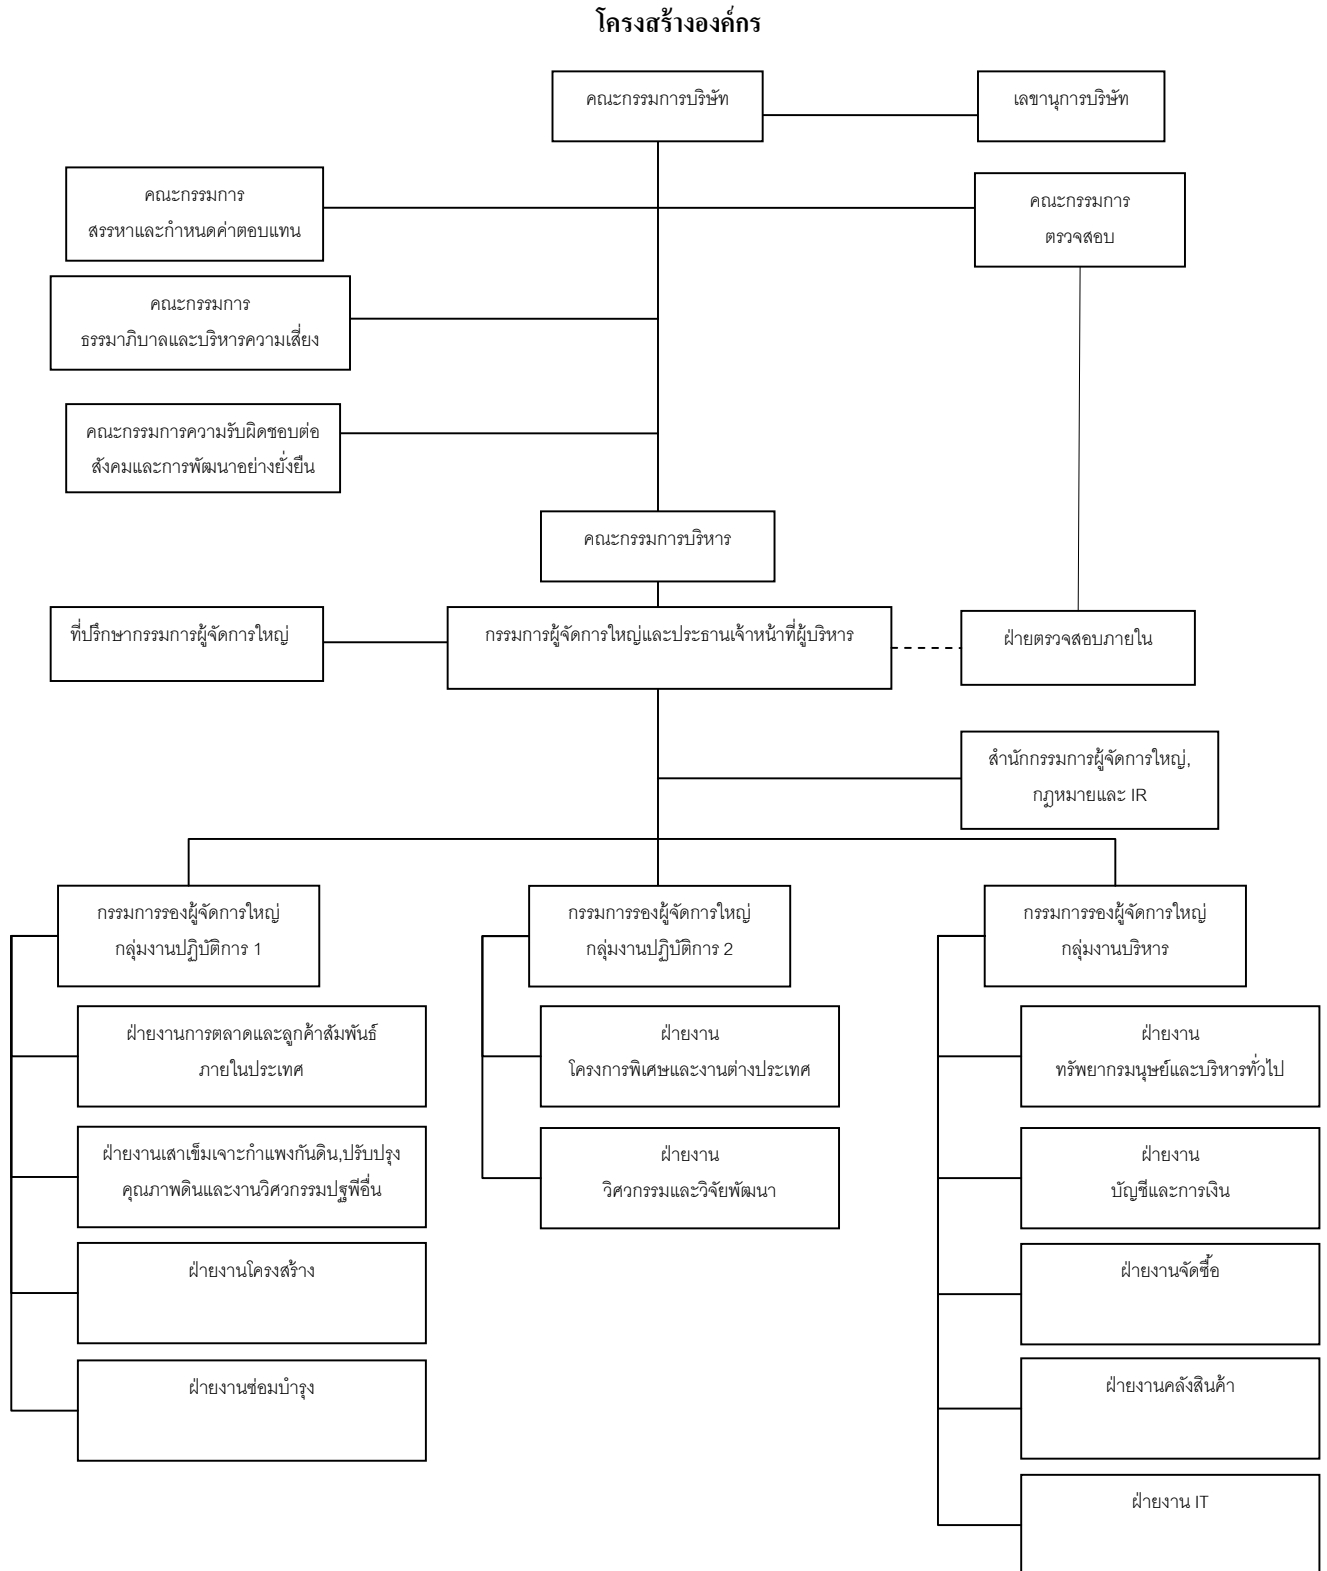 โครงสร้างองค์กร
คณะกรรมการบริษัท
เลขานุการบริษัท
คณะกรรมการ
สรรหาและกำหนดค่าตอบแทน
คณะกรรมการ
ตรวจสอบ
คณะกรรมการ
ธรรมาภิบาลและบริหารความเสี่ยง
คณะกรรมการความรับผิดชอบต่อ
สังคมและการพัฒนาอย่างยั่งยืน
คณะกรรมการบริหาร
ที่ปรึกษากรรมการผู้จัดการใหญ่
กรรมการผู้จัดการใหญ่และประธานเจ้าหน้าที่ผู้บริหาร
ฝ่ายตรวจสอบภายใน
สำนักกรรมการผู้จัดการใหญ่,
กฎหมายและ IR
กรรมการรองผู้จัดการใหญ่
กลุ่มงานปฏิบัติการ 1
กรรมการรองผู้จัดการใหญ่
กลุ่มงานปฏิบัติการ 2
กรรมการรองผู้จัดการใหญ่
กลุ่มงานบริหาร
ฝ่ายงานการตลาดและลูกค้าสัมพันธ์
ภายในประเทศ
ฝ่ายงานเสาเข็มเจาะกำแพงกันดิน,ปรับปรุง
คุณภาพดินและงานวิศวกรรมปฐพีอื่น
ฝ่ายงานโครงสร้าง
ฝ่ายงานซ่อมบำรุง
ฝ่ายงาน
โครงการพิเศษและงานต่างประเทศ
ฝ่ายงาน
วิศวกรรมและวิจัยพัฒนา
ฝ่ายงาน
ทรัพยากรมนุษย์และบริหารทั่วไป
ฝ่ายงาน
บัญชีและการเงิน
ฝ่ายงานจัดซื้อ
ฝ่ายงานคลังสินค้า
ฝ่ายงาน IT